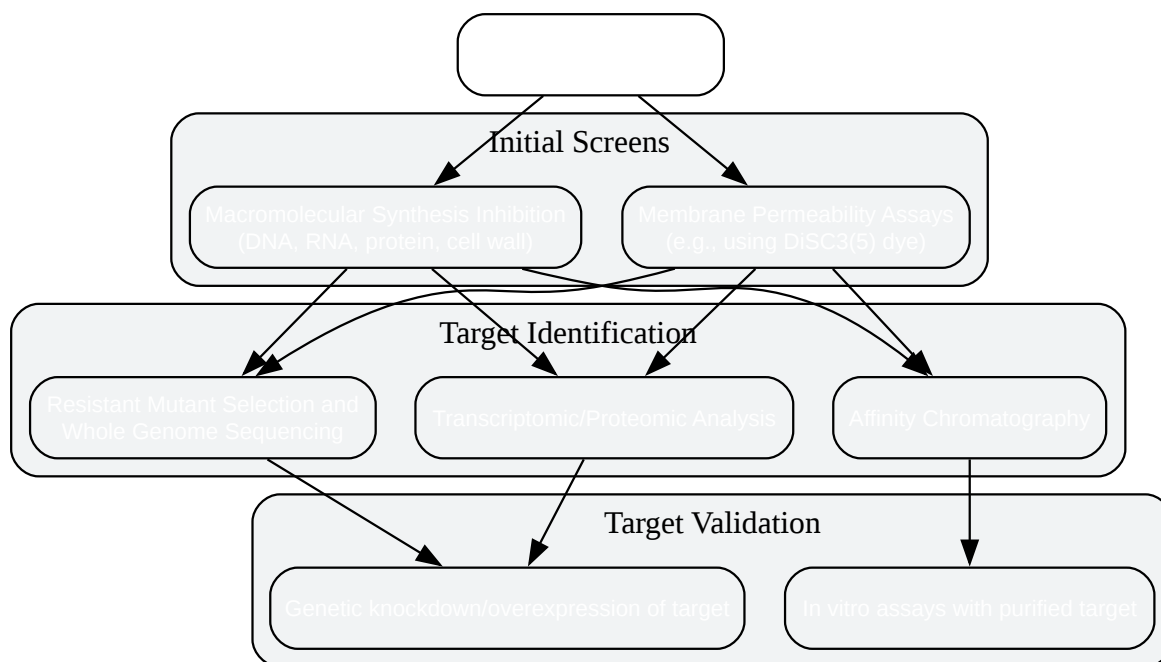 Initial Screens
Macromolecular Synthesis Inhibition
(DNA, RNA, protein, cell wall)
Membrane Permeability Assays
(e.g., using DiSC3(5) dye)
Target Identification
Resistant Mutant Selection and
Whole Genome Sequencing
Transcriptomic/Proteomic Analysis
Affinity Chromatography
Target Validation
Genetic knockdown/overexpression of target
In vitro assays with purified target